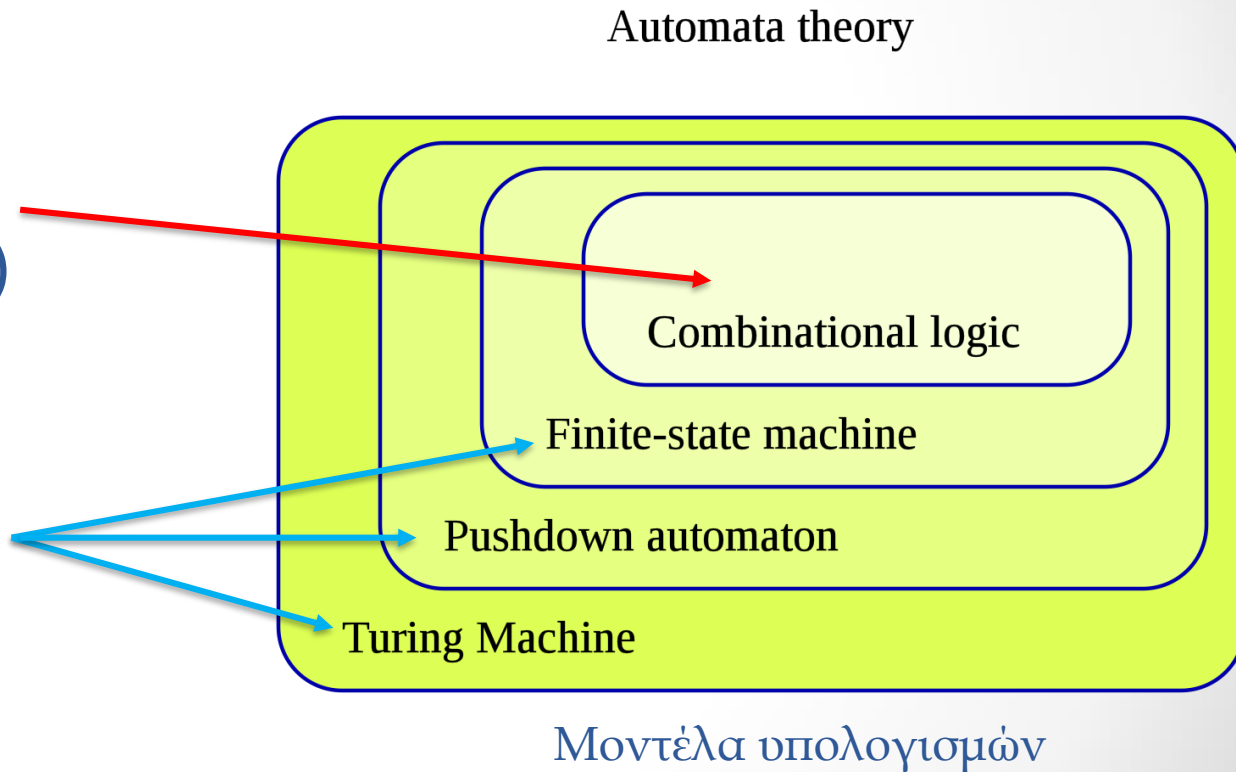 Automata theory
Combinational logic
Finite-state machine
Pushdown automaton
Turing Machine
Μοντέλα υπολογισμών